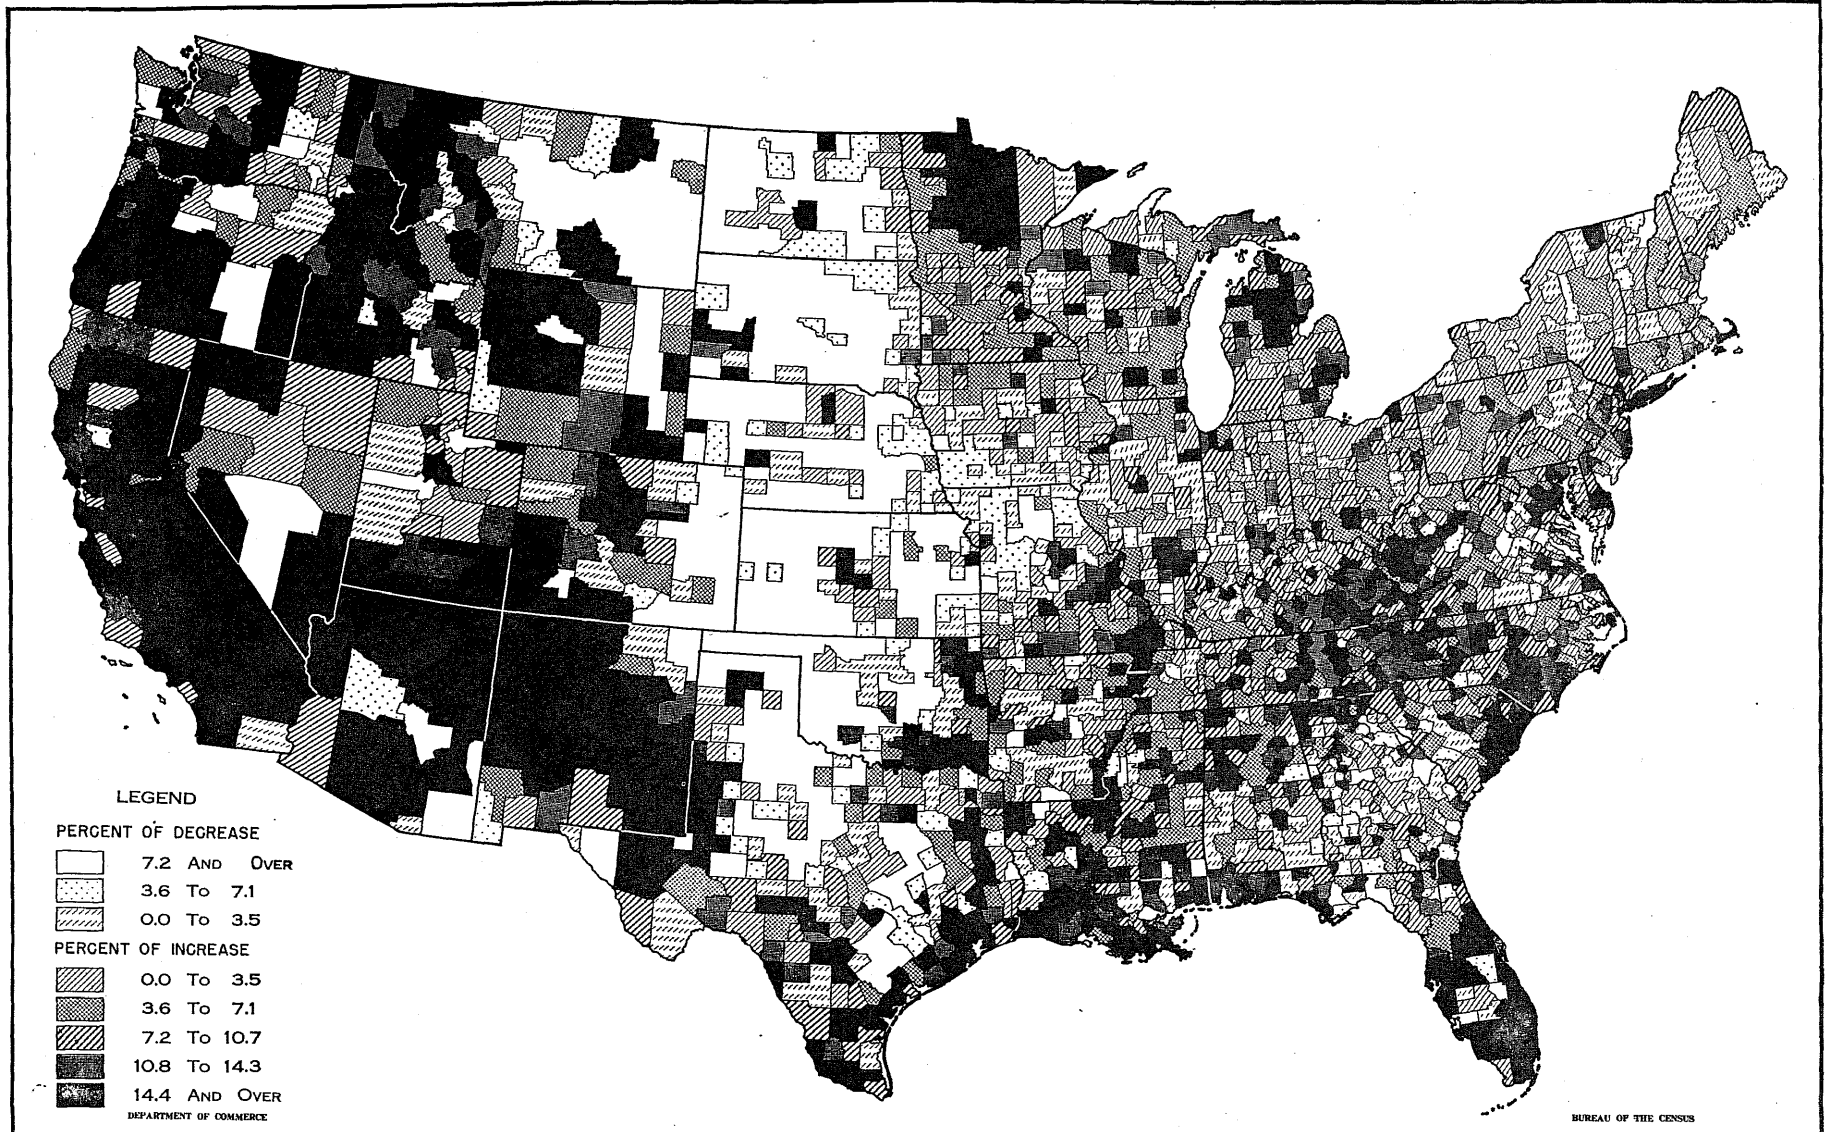 LEGEND
PERCENT OF DECREASE
7.2 AND OVER
3.6 TO 7.1
0.0 TO 3.5
PERCENT OF INCREASE
0.0 TO 3.5
3.6 TO 7.1
7.2 TO 10.7
10.8 TO 14.3
14.4 AND OVER
DEPARTMENT OF COMMERCE
BUREAU OF THE CENSUS